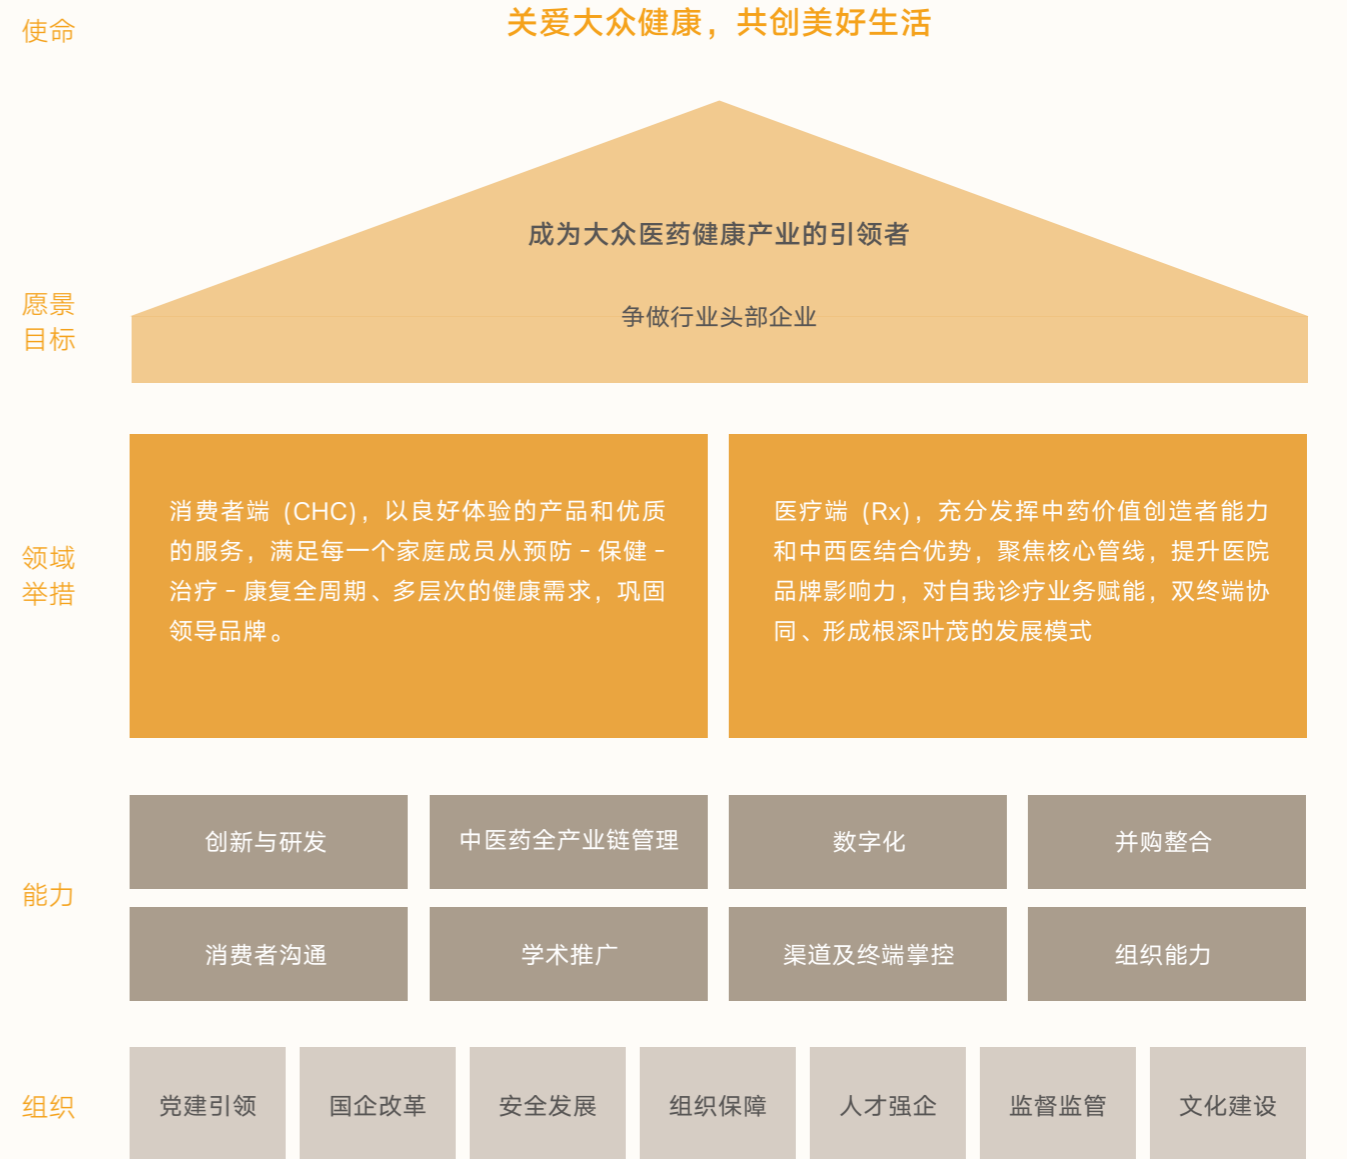 使命
关爱大众健康，共创美好生活
成为大众医药健康产业的引领者
愿景
目标
争做行业头部企业
领域
举措
消费者端 (CHC)，以良好体验的产品和优质
的服务，满足每一个家庭成员从预防 - 保健 -
治疗 - 康复全周期、多层次的健康需求，巩固
领导品牌。
医疗端 (Rx)，充分发挥中药价值创造者能力
和中西医结合优势，聚焦核心管线，提升医院
品牌影响力，对自我诊疗业务赋能，双终端协
同、形成根深叶茂的发展模式
能力
创新与研发
中医药全产业链管理
数字化
并购整合
消费者沟通
学术推广
渠道及终端掌控
组织能力
组织
党建引领
国企改革
安全发展
组织保障
人才强企
监督监管
文化建设